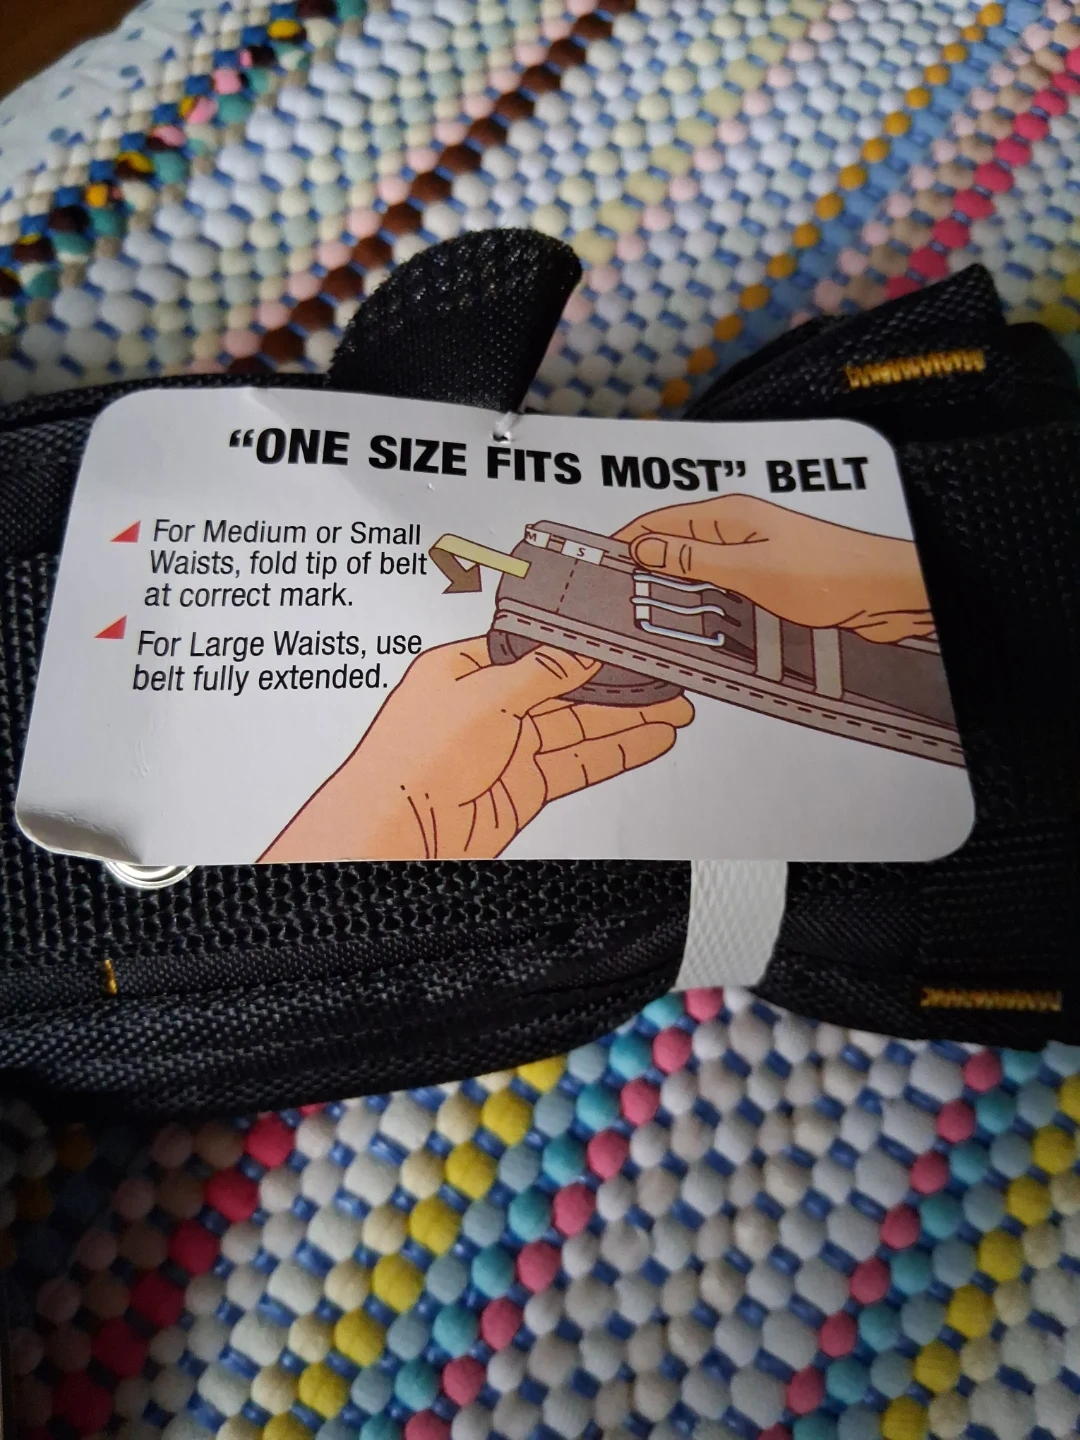 “ONE SIZE FITS MOST” BELT
For Medium or Small
Waists, fold tip of belt
at correct mark.
For Large Waists, use
belt fully extended.
M
S